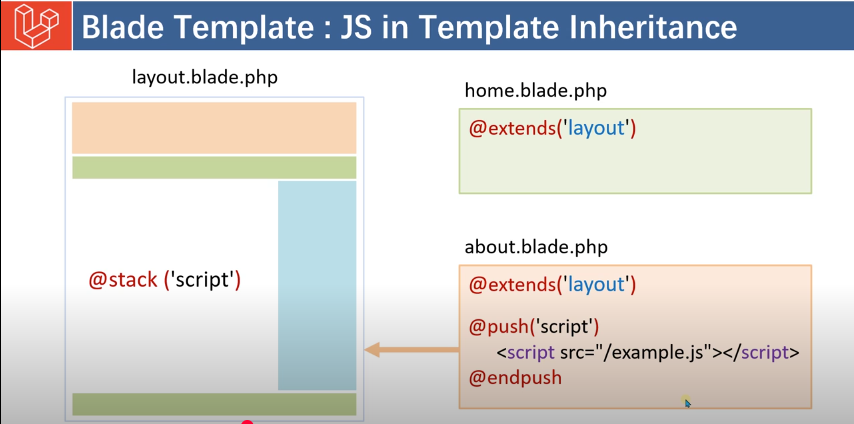 Blade Template : JS in Template Inheritance
layout.blade.php
@stack ('script')
home.blade.php
@extends('layout')
about.blade.php
@extends('layout')
@push('script')
<script src="/example.js"></script>
@endpush